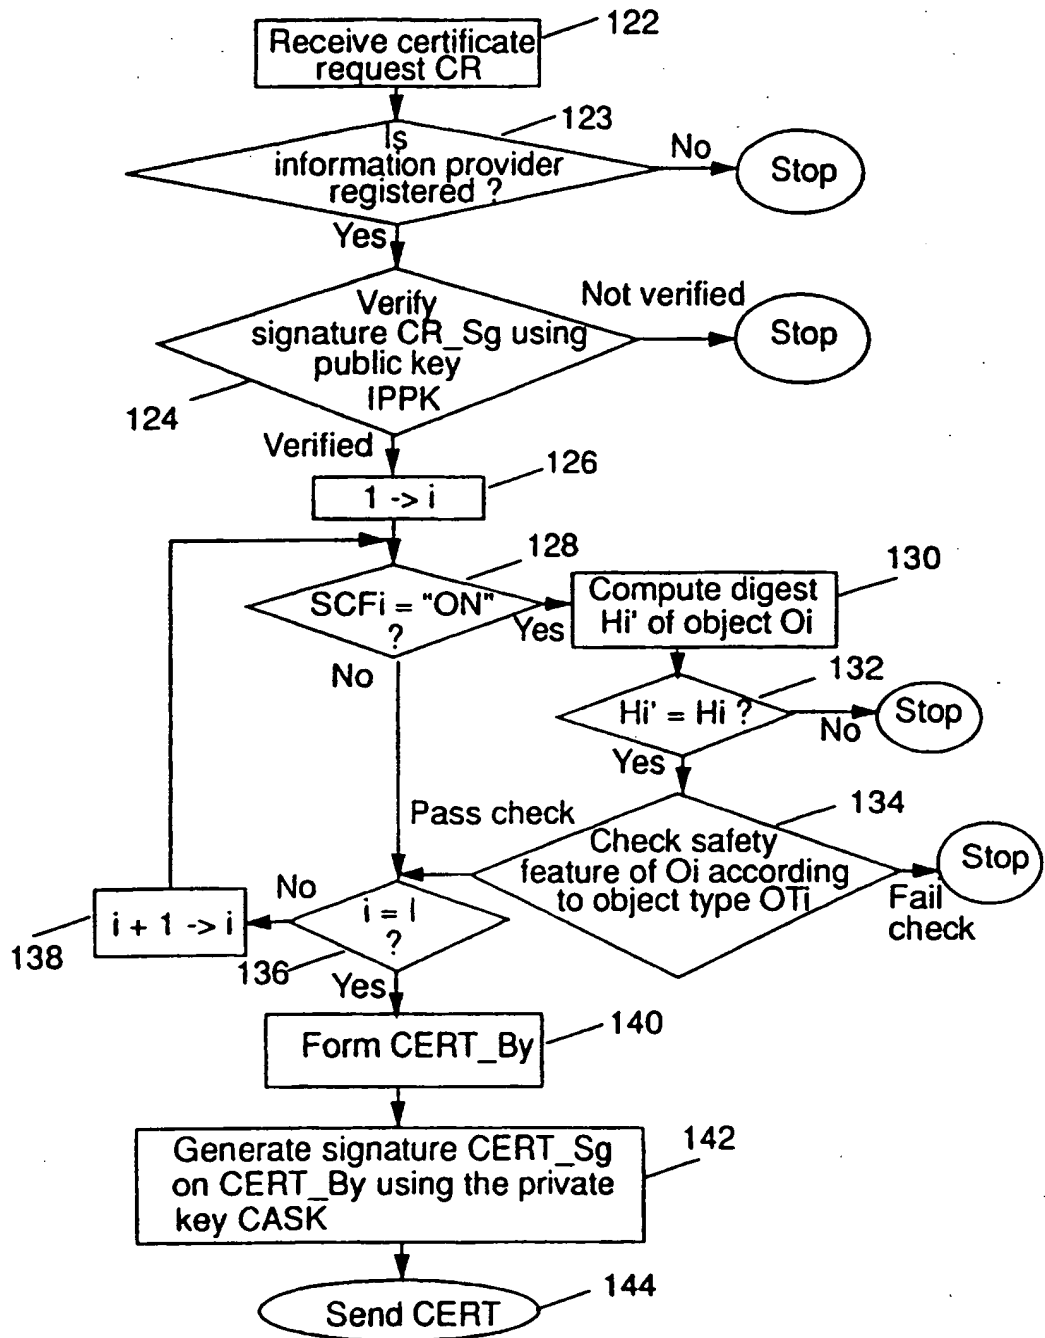 122
Receive certificate
request CR
123
Is
information provider
registered ?
No
Stop
Yes
Verify
signature CR_Sg using
public key
IPPK
Not verified
Stop
124
Verified
126
1 -> i
128
SCFi = "ON"
?
Yes
No
130
Compute digest
Hi' of object Oi
132
Hi' = Hi ?
No
Stop
Yes
134
Pass check
Check safety
feature of Oi according
to object type OTi
Stop
Fail
check
No
i = I
?
i + 1 -> i
138
136
Yes
140
Form CERT_By
142
Generate signature CERT_Sg
on CERT_By using the private
key CASK
144
Send CERT